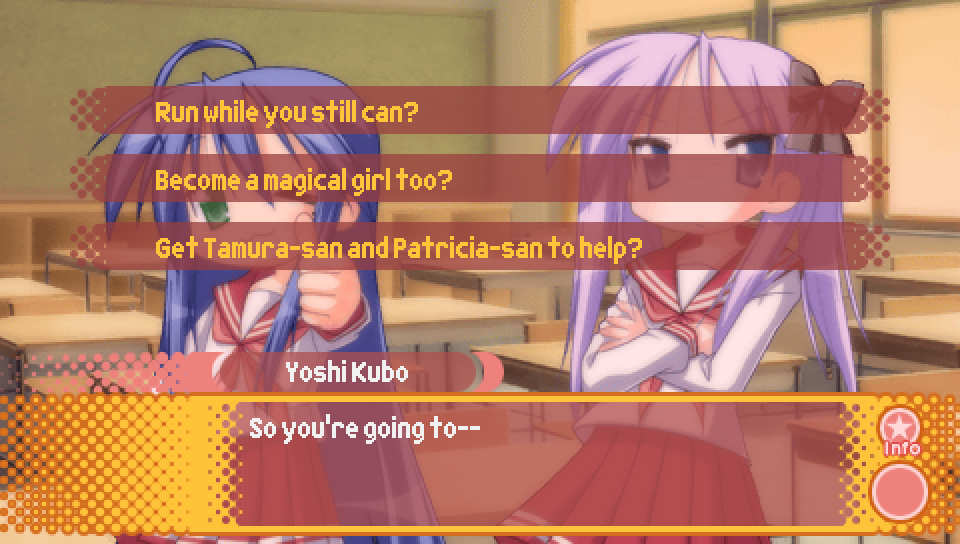 Run while you still can?
Become a magical girl too?
Get Tamura-san and Patricia-san to help?
Yoshi Kubo
So you're going to--
Info